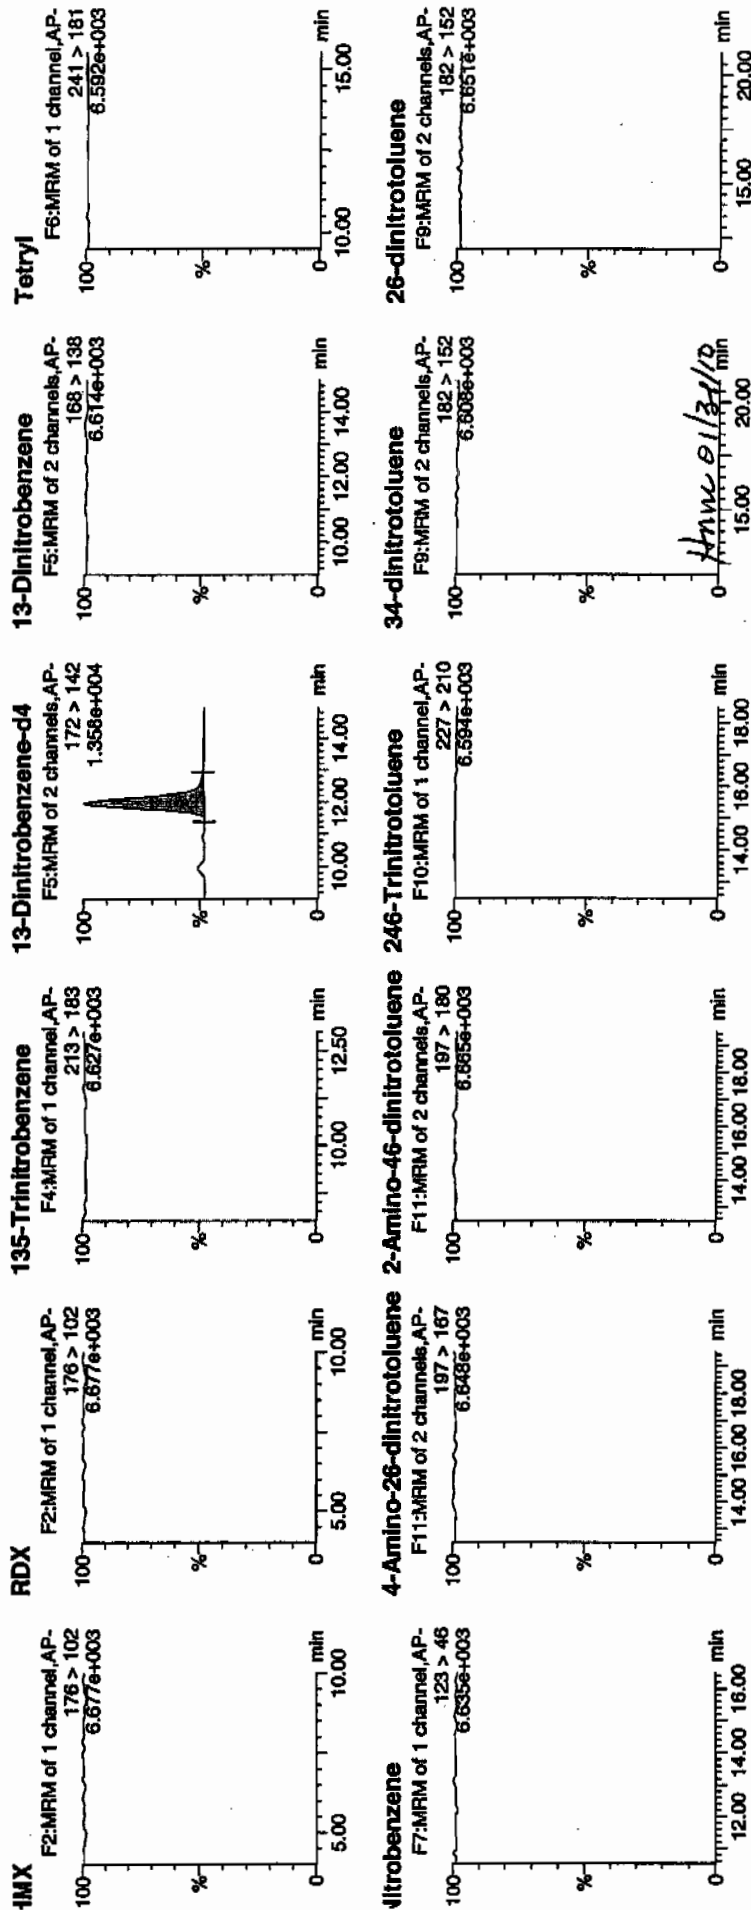 HMX
F2:MRM of 1 channel,AP-
176 > 102
6.677e+003
100
%
0
5.00
10.00
min
RDX
F2:MRM of 1 channel,AP-
176 > 102
6.677e+003
100
%
0
5.00
10.00
min
135-Trinitrobenzene
F4:MRM of 1 channel,AP-
213 > 183
6.627e+003
100
%
0
10.00
12.50
min
13-Dinitrobenzene-d4
F5:MRM of 2 channels,AP-
172 > 142
1.358e+004
100
%
0
10.00
12.00
14.00
min
13-Dinitrobenzene
F5:MRM of 2 channels,AP-
168 > 138
6.614e+003
100
%
0
10.00
12.00
14.00
min
Tetryl
F6:MRM of 1 channel,AP-
241 > 181
6.592e+003
100
%
0
10.00
15.00
min
Nitrobenzene
F7:MRM of 1 channel,AP-
123 > 46
6.635e+003
100
%
0
12.00
14.00
16.00
min
4-Amino-26-dinitrotoluene
F11:MRM of 2 channels,AP-
197 > 167
6.648e+003
100
%
0
14.00
16.00
18.00
min
2-Amino-46-dinitrotoluene
F11:MRM of 2 channels,AP-
197 > 180
6.665e+003
100
%
0
14.00
16.00
18.00
min
246-Trinitrotoluene
F10:MRM of 1 channel,AP-
227 > 210
6.594e+003
100
%
0
14.00
16.00
18.00
min
34-dinitrotoluene
F9:MRM of 2 channels,AP-
182 > 152
6.608e+003
100
%
0
15.00
20.00
min
26-dinitrotoluene
F9:MRM of 2 channels,AP-
182 > 152
6.651e+003
100
%
0
15.00
20.00
min